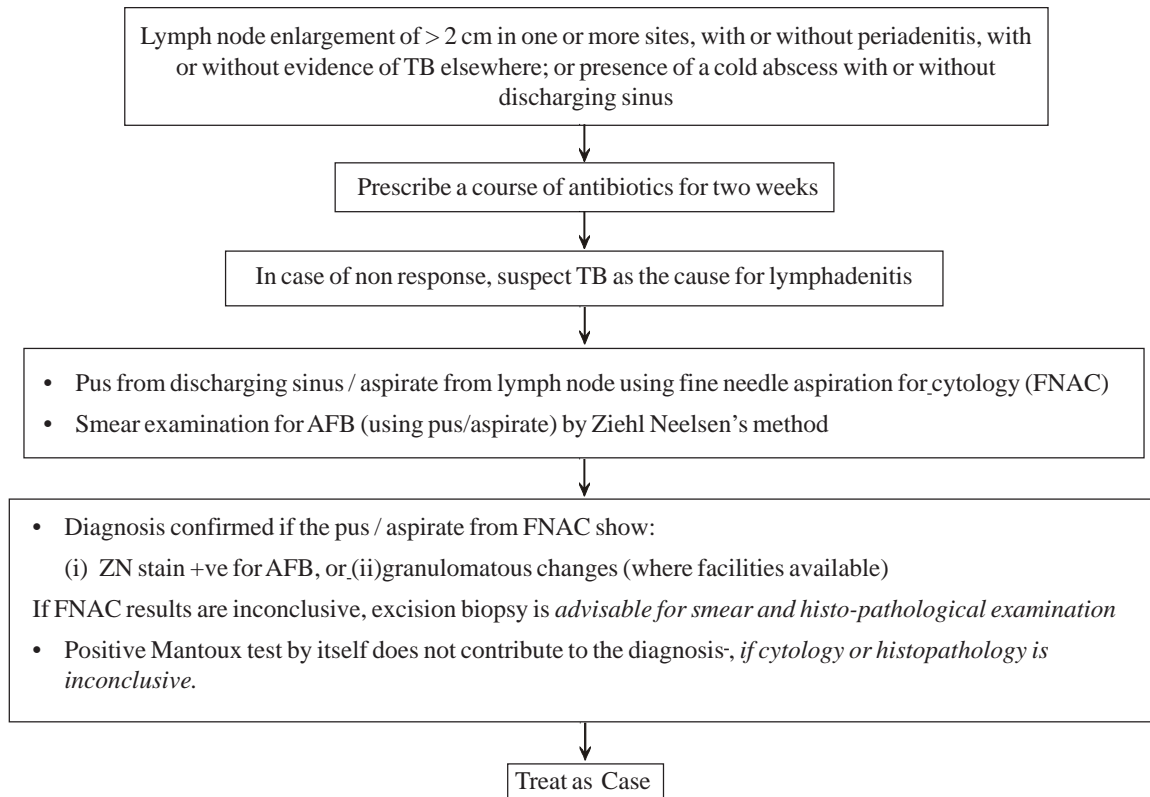 Lymph node enlargement of > 2 cm in one or more sites, with or without periadenitis, with
or without evidence of TB elsewhere; or presence of a cold abscess with or without
discharging sinus
Prescribe a course of antibiotics for two weeks
In case of non response, suspect TB as the cause for lymphadenitis
• Pus from discharging sinus / aspirate from lymph node using fine needle aspiration for cytology (FNAC)
• Smear examination for AFB (using pus/aspirate) by Ziehl Neelsen's method
• Diagnosis confirmed if the pus / aspirate from FNAC show:
(i) ZN stain +ve for AFB, or (ii)granulomatous changes (where facilities available)
If FNAC results are inconclusive, excision biopsy is advisable for smear and histo-pathological examination
• Positive Mantoux test by itself does not contribute to the diagnosis-, if cytology or histopathology is
inconclusive.
Treat as Case